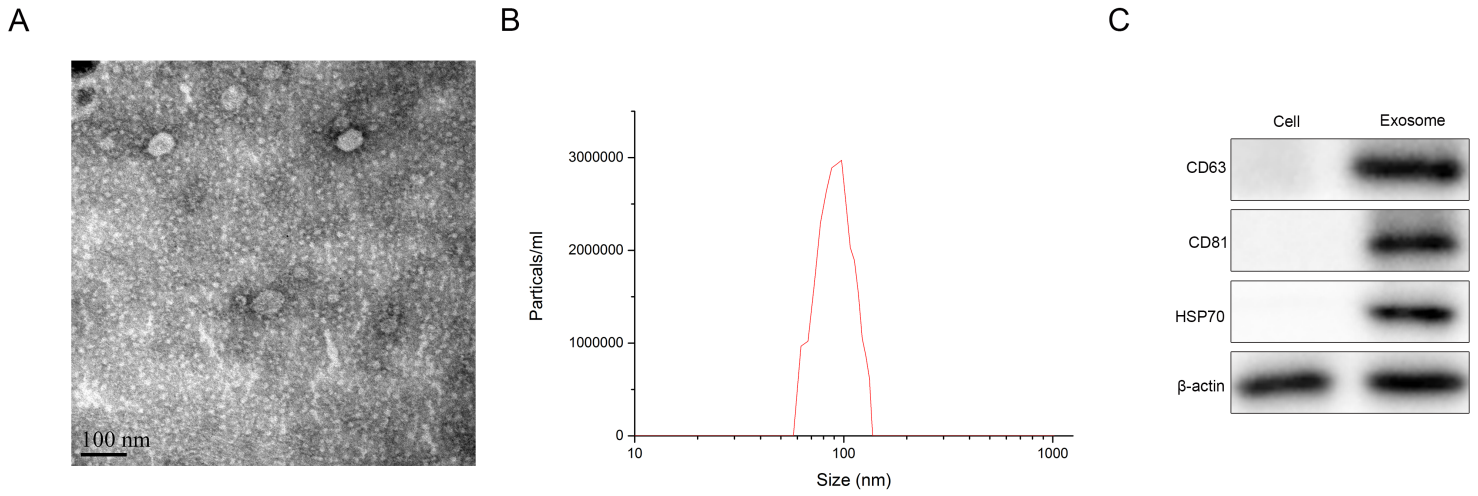 A
B
C
100 nm
3000000
2000000
1000000
0
10
100
1000
Particals/ml
Size (nm)
Cell Exosome
CD63
CD81
HSP70
β-actin